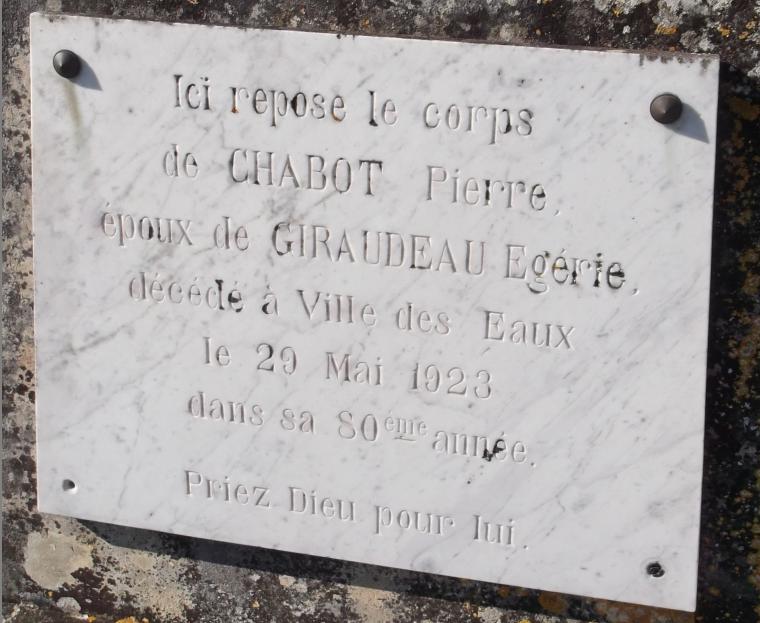 Ici repose le corps
de CHABOT Pierre,
époux de GIRAUDEAU Egérie,
décédé à Ville des Eaux
le 29 Mai 1923
dans sa 80ème année.
Priez Dieu pour lui.